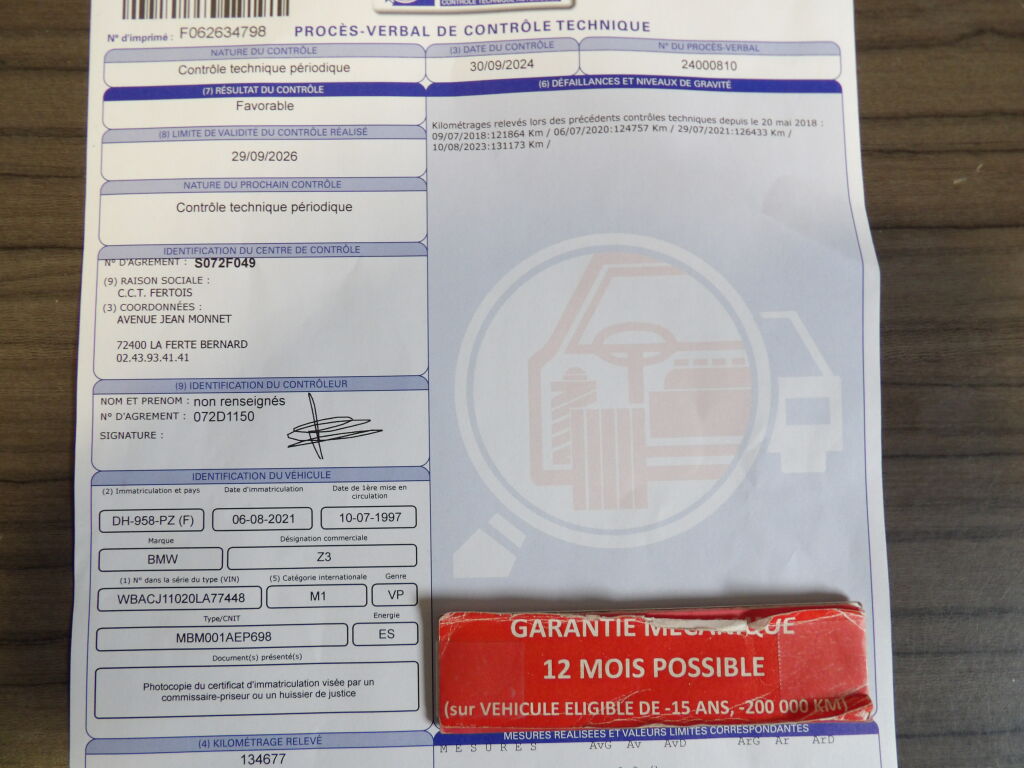 N° d'imprimé : F062634798
PROCÈS-VERBAL DE CONTRÔLE TECHNIQUE
NATURE DU CONTRÔLE
Contrôle technique périodique
(3) DATE DU CONTRÔLE
30/09/2024
N° DU PROCÈS-VERBAL
24000810
(7) RÉSULTAT DU CONTRÔLE
Favorable
(8) LIMITE DE VALIDITÉ DU CONTRÔLE RÉALISÉ
29/09/2026
NATURE DU PROCHAIN CONTRÔLE
Contrôle technique périodique
IDENTIFICATION DU CENTRE DE CONTRÔLE
N° D'AGREMENT : S072F049
(9) RAISON SOCIALE :
C.C.T. FERTOIS
(3) COORDONNÉES :
AVENUE JEAN MONNET
72400 LA FERTE BERNARD
02.43.93.41.41
(9) IDENTIFICATION DU CONTRÔLEUR
NOM ET PRENOM : non renseignés
N° D'AGREMENT : 072D1150
SIGNATURE :
IDENTIFICATION DU VÉHICULE
(2) Immatriculation et pays
Date d'immatriculation
Date de 1ère mise en
circulation
DH-958-PZ (F)
06-08-2021
10-07-1997
Marque
Désignation commerciale
BMW
Z3
(1) N° dans la série du type (VIN)
(5) Catégorie internationale
Genre
WBACJ11020LA77448
M1
VP
Type/CNIT
Energie
MBM001AEP698
ES
Document(s) présenté(s)
Photocopie du certificat d'immatriculation visée par un
commissaire-priseur ou un huissier de justice
(4) KILOMÉTRAGE RELEVÉ
134677
(6) DÉFAILLANCES ET NIVEAUX DE GRAVITÉ
Kilométrages relevés lors des précédents contrôles techniques depuis le 20 mai 2018 :
09/07/2018:121864 Km / 06/07/2020:124757 Km / 29/07/2021:126433 Km /
10/08/2023:131173 Km /
GARANTIE MECANIQUE
12 MOIS POSSIBLE
(sur VEHICULE ELIGIBLE DE -15 ANS, -200 000 KM)
MESURES RÉALISÉES ET VALEURS LIMITES CORRESPONDANTES
MESURES AvG Av AvD ArG Ar ArD